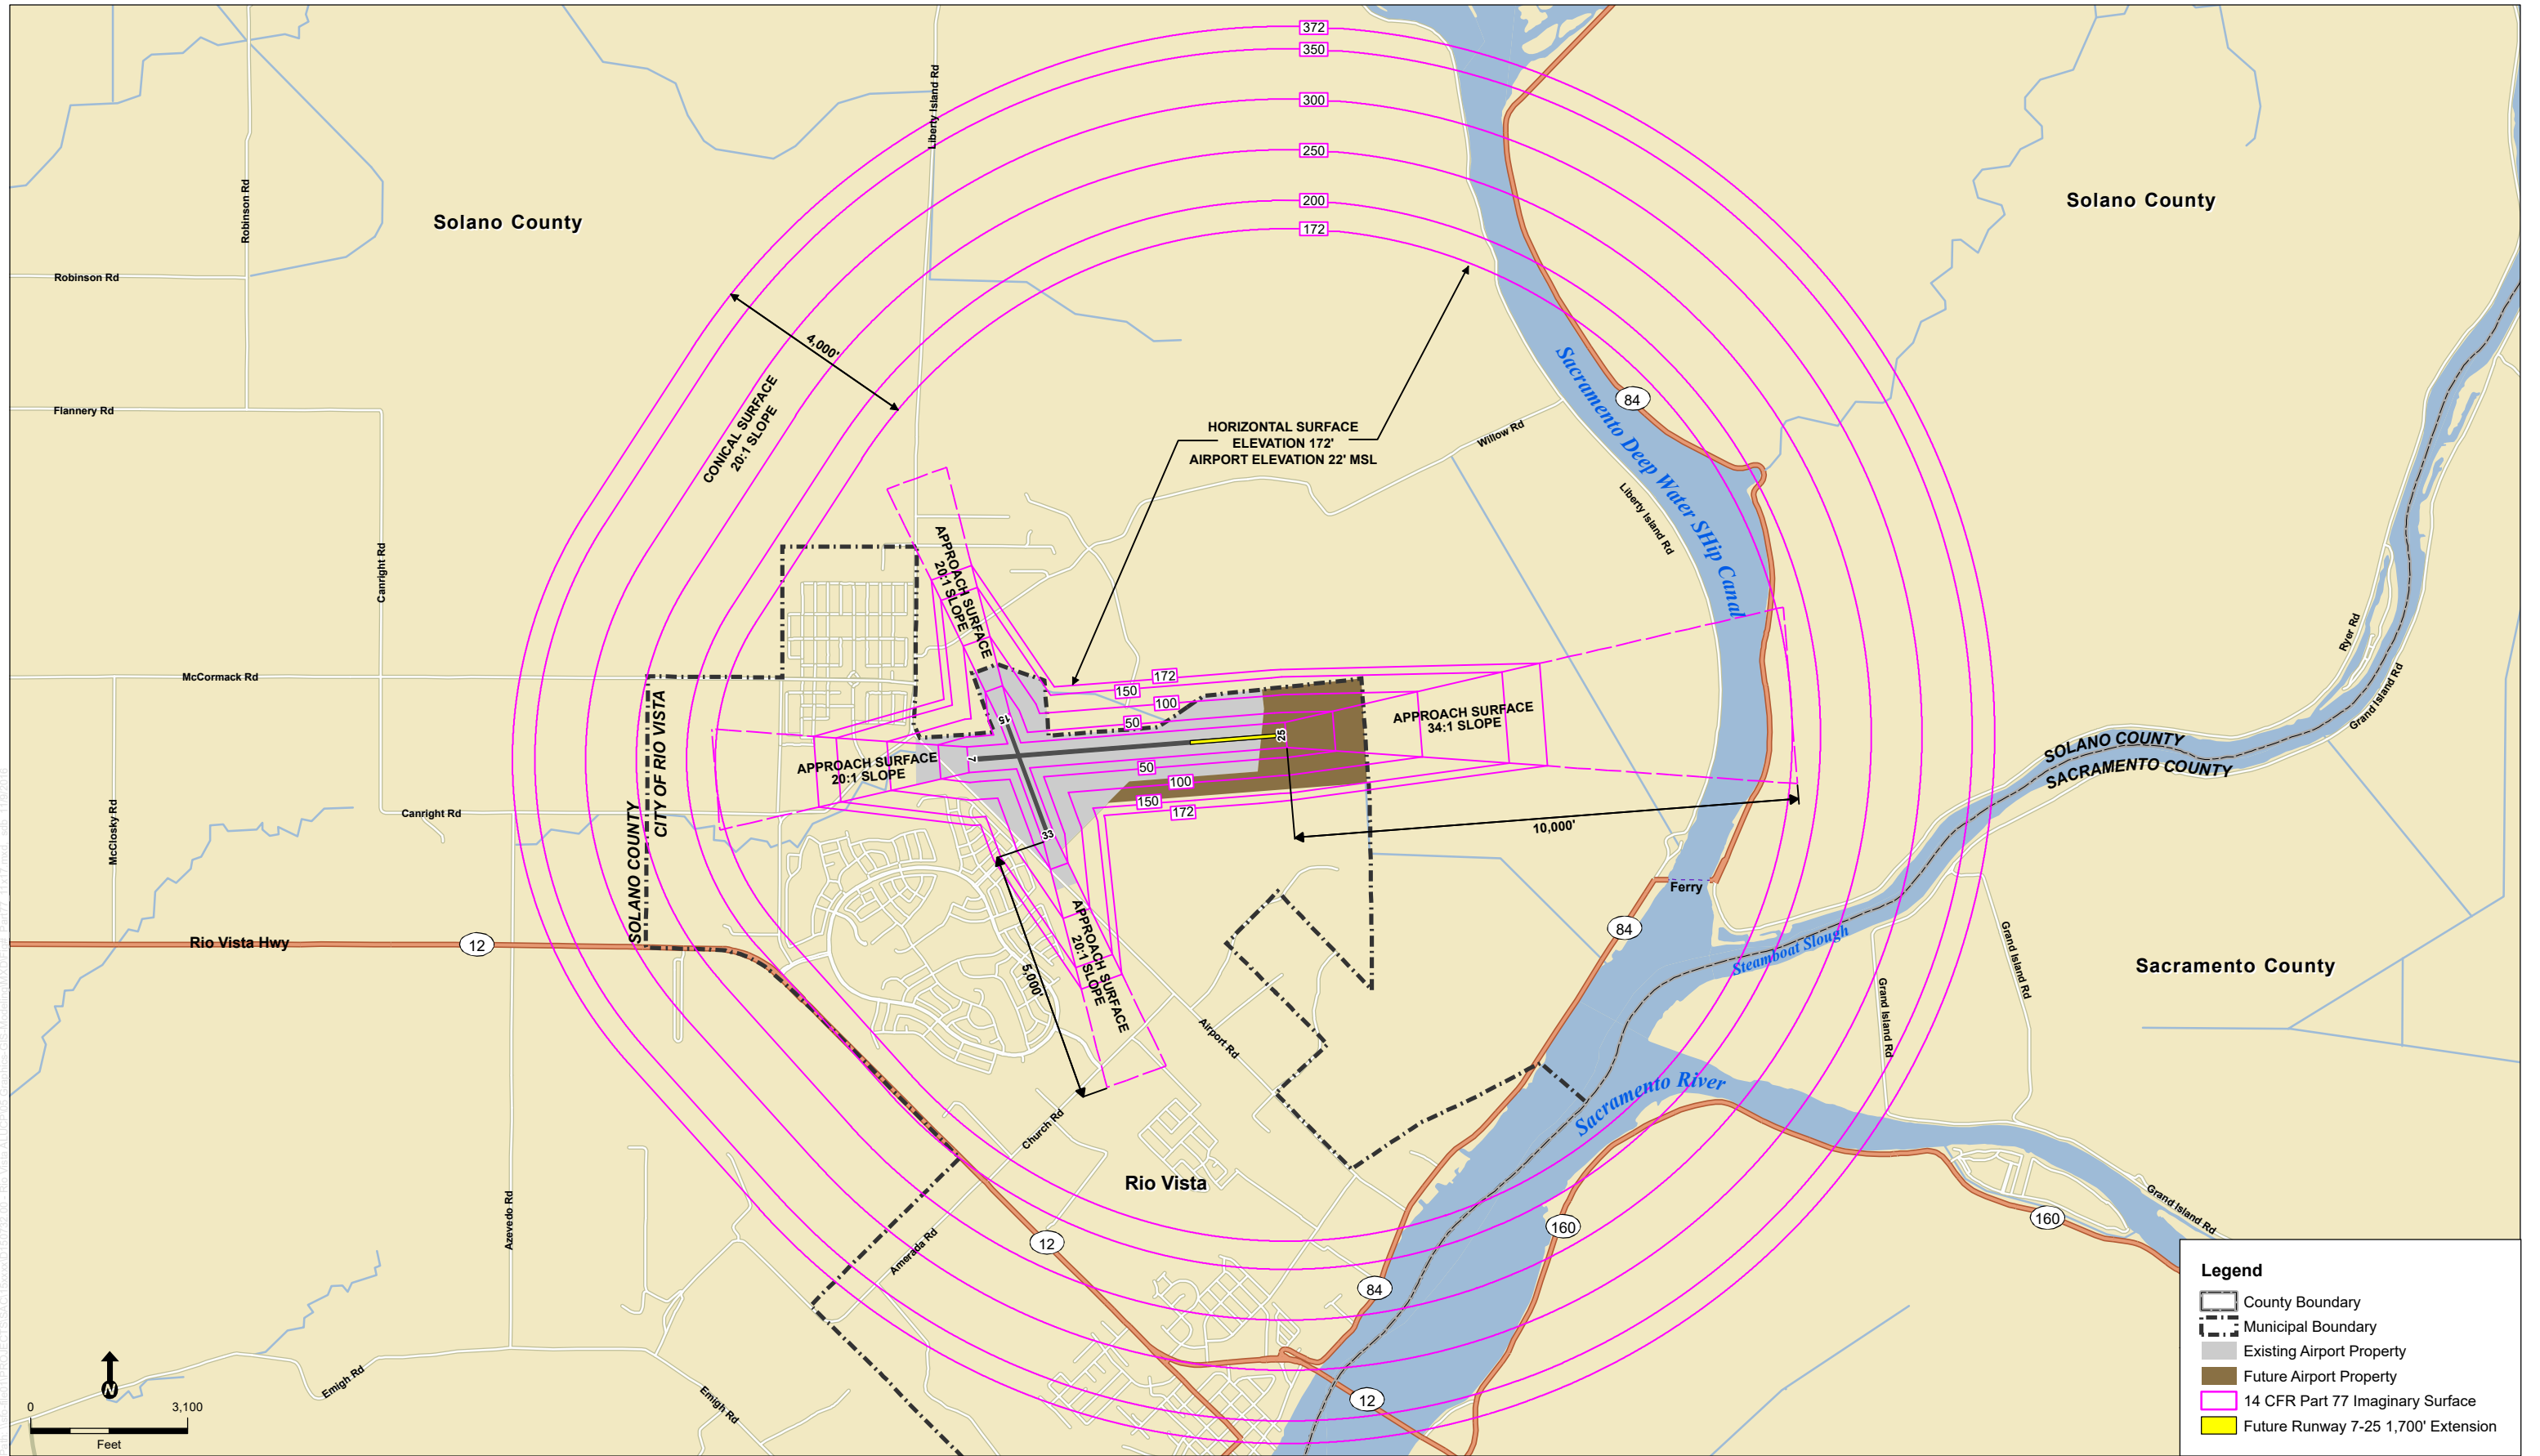 372
350
300
250
200
172
Solano County
Solano County
Robinson Rd
Robinson Rd
Liberty Island Rd
Flannery Rd
4,000'
CONICAL SURFACE
20:1 SLOPE
HORIZONTAL SURFACE
ELEVATION 172'
AIRPORT ELEVATION 22' MSL
Willow Rd
84
Sacramento Deep Water SHip Canal
Liberty Island Rd
Canright Rd
APPROACH SURFACE
20:1 SLOPE
McCormack Rd
SOLANO COUNTY
CITY OF RIO VISTA
172
150
100
50
15
7
25
33
APPROACH SURFACE
34:1 SLOPE
APPROACH SURFACE
20:1 SLOPE
50
100
150
172
10,000'
Ryer Rd
Grand Island Rd
SOLANO COUNTY
SACRAMENTO COUNTY
McClosky Rd
Canright Rd
Ferry
84
Rio Vista Hwy
12
APPROACH SURFACE
20:1 SLOPE
5,000'
Steamboat Slough
Grand Island Rd
Grand Island Rd
Sacramento County
Airport Rd
Church Rd
Sacramento River
Rio Vista
Azevedo Rd
Amerada Rd
12
160
160
Grand Island Rd
84
12
Emigh Rd
Emigh Rd
N
0 3,100
Feet
Legend
County Boundary
Municipal Boundary
Existing Airport Property
Future Airport Property
14 CFR Part 77 Imaginary Surface
Future Runway 7-25 1,700' Extension